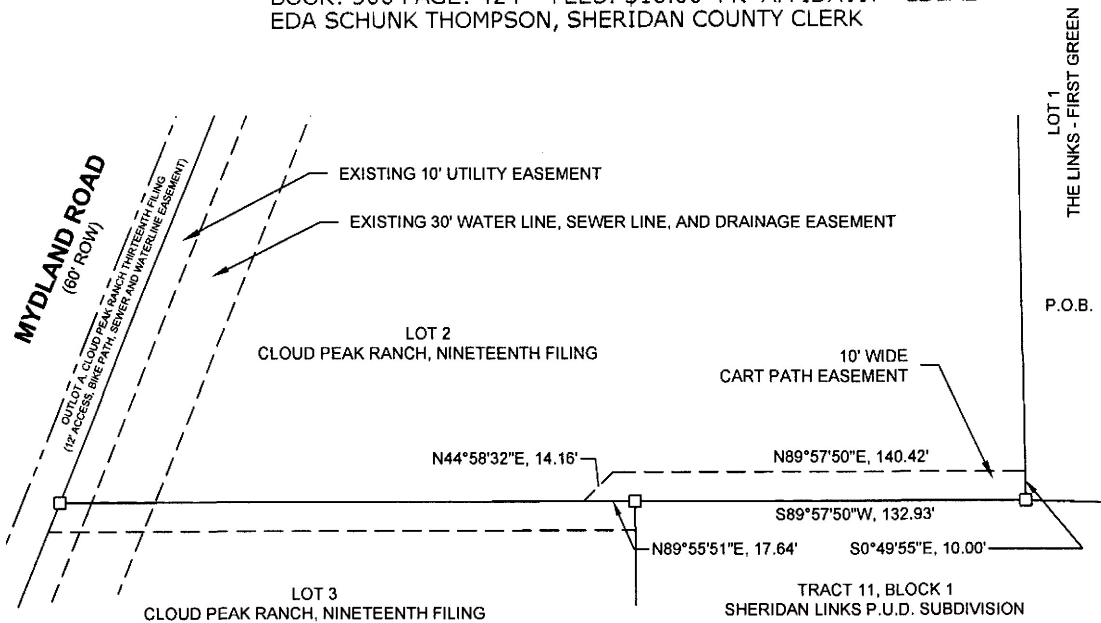 EDA SCHUNK THOMPSON, SHERIDAN COUNTY CLERK
LOT 1
THE LINKS - FIRST GREEN
MYDLAND ROAD
(60' ROW)
OUTLOT A, CLOUD PEAK RANCH THIRTEENTH FILING
(12' ACCESS, BIKE PATH, SEWER AND WATERLINE EASEMENT)
EXISTING 10' UTILITY EASEMENT
EXISTING 30' WATER LINE, SEWER LINE, AND DRAINAGE EASEMENT
P.O.B.
LOT 2
CLOUD PEAK RANCH, NINETEENTH FILING
10' WIDE
CART PATH EASEMENT
N44°58'32"E, 14.16'
N89°57'50"E, 140.42'
S89°57'50"W, 132.93'
N89°55'51"E, 17.64'
S0°49'55"E, 10.00'
LOT 3
CLOUD PEAK RANCH, NINETEENTH FILING
TRACT 11, BLOCK 1
SHERIDAN LINKS P.U.D. SUBDIVISION